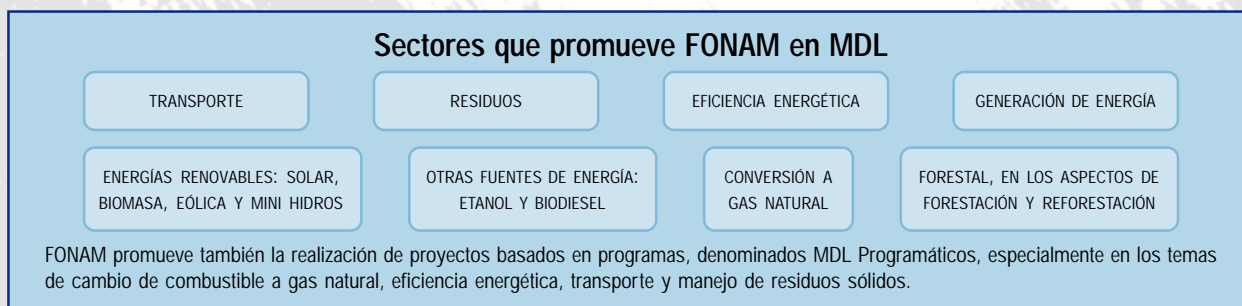 Sectores que promueve FONAM en MDL
TRANSPORTE
RESIDUOS
EFICIENCIA ENERGÉTICA
GENERACIÓN DE ENERGÍA
ENERGÍAS RENOVABLES: SOLAR,
BIOMASA, EÓLICA Y MINI HIDROS
OTRAS FUENTES DE ENERGÍA:
ETANOL Y BIODIESEL
CONVERSIÓN A
GAS NATURAL
FORESTAL, EN LOS ASPECTOS DE
FORESTACIÓN Y REFORESTACIÓN
FONAM promueve también la realización de proyectos basados en programas, denominados MDL Programáticos, especialmente en los temas
de cambio de combustible a gas natural, eficiencia energética, transporte y manejo de residuos sólidos.